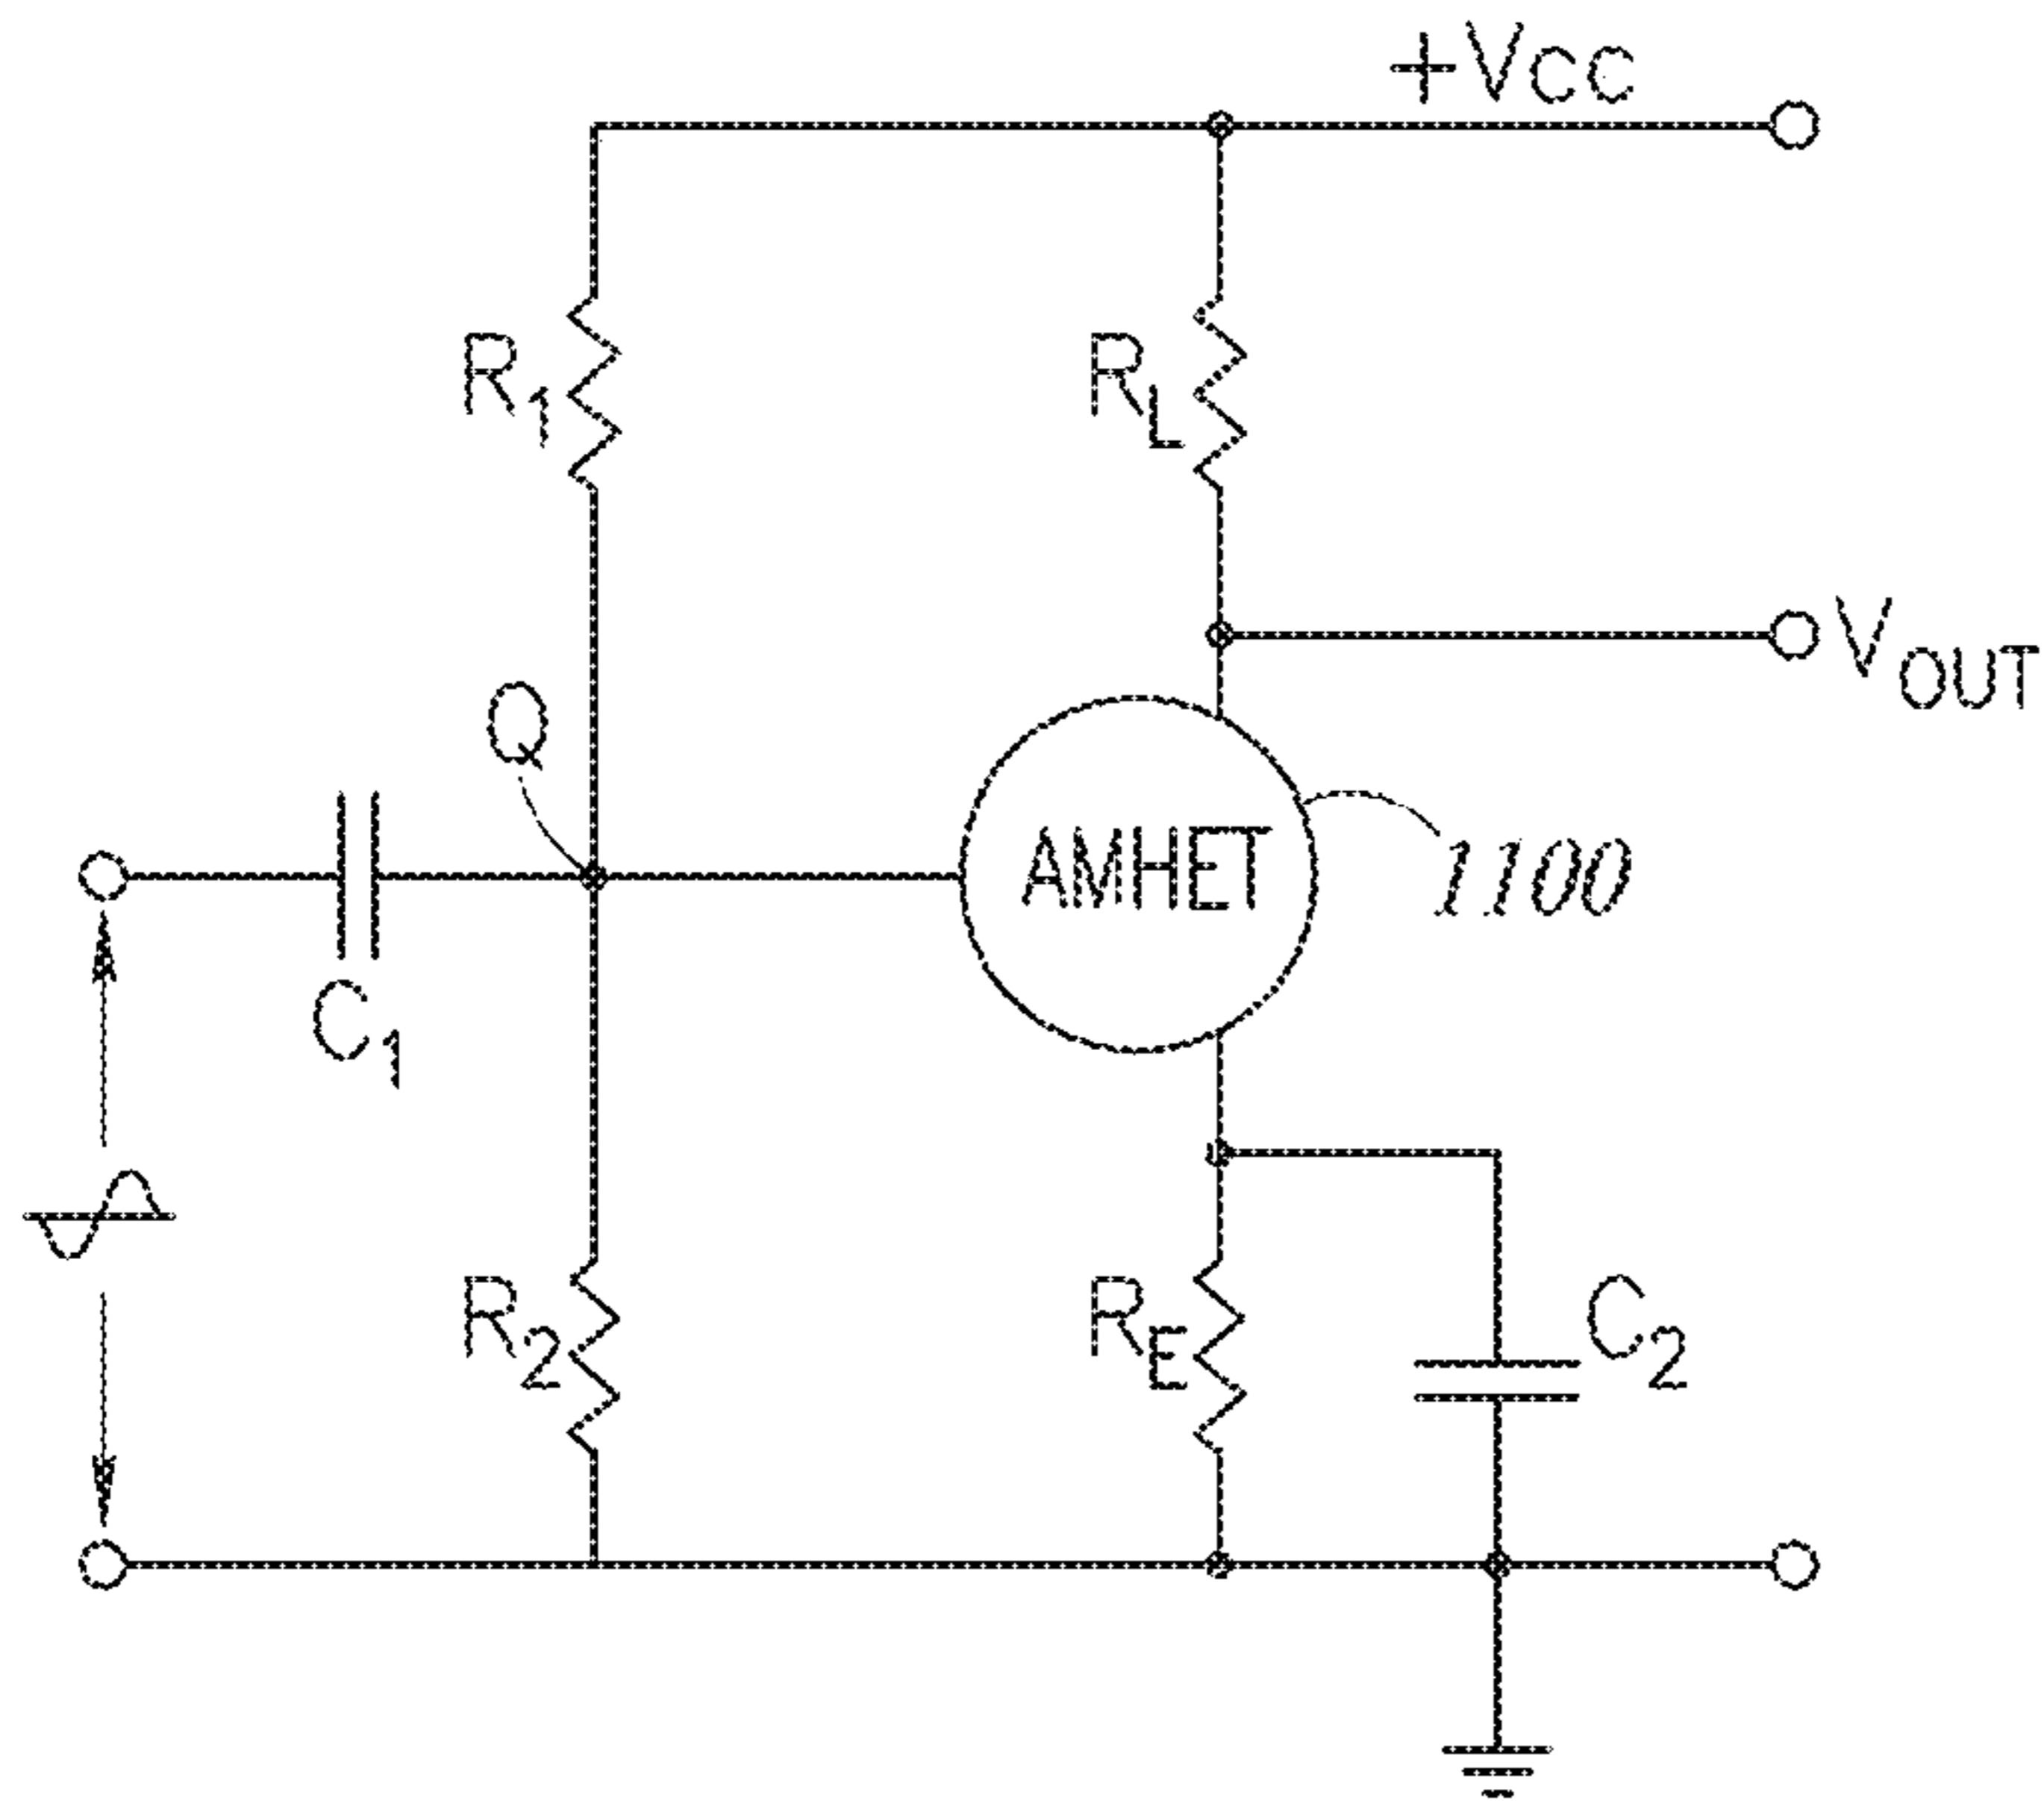 +VCC
R1
RL
VOUT
Q
AMHET
1100
C1
R2
RE
C2